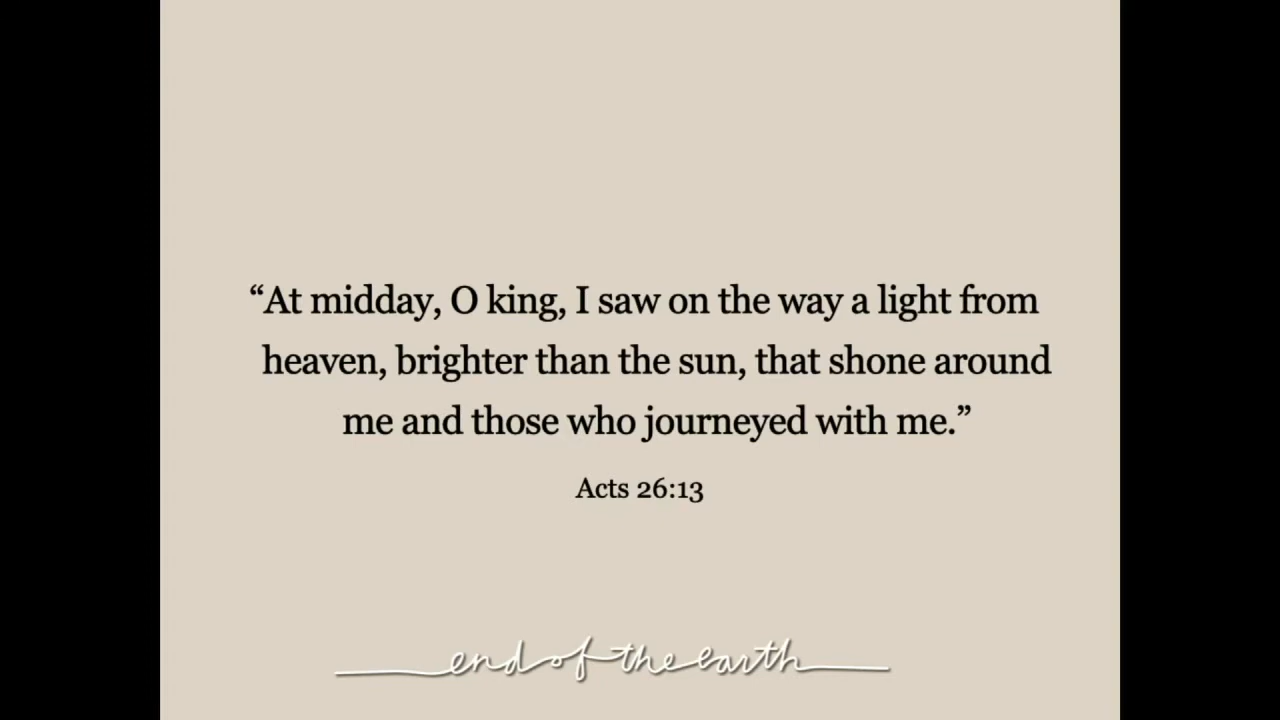 “At midday, O king, I saw on the way a light from
heaven, brighter than the sun, that shone around
me and those who journeyed with me.”
Acts 26:13
end of the earth